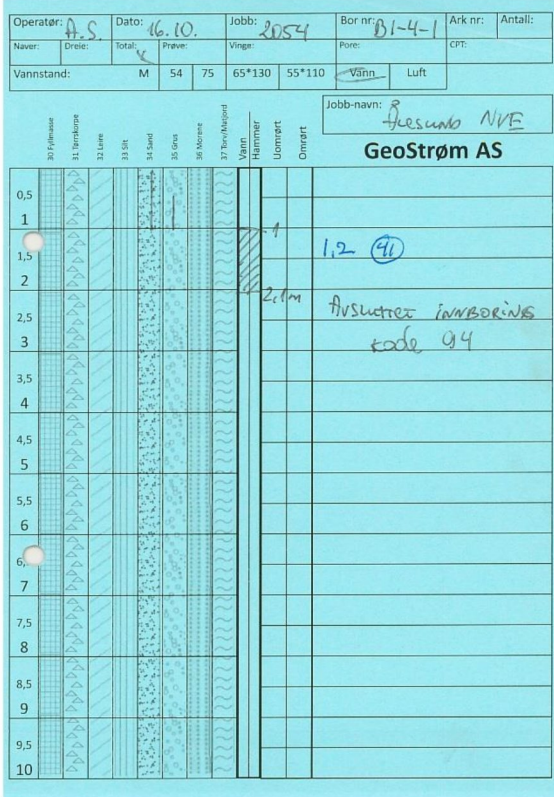 Operatør: A.S. Dato: 16.10. Jobb: 2054 Bor nr: B1-4-1 Ark nr: Antall:
Naver: Dreie: Total: x Prøve: Vinge: Pore: CPT:
Vannstand: M 54 75 65*130 55*110 Vann Luft
Jobb-navn: Ålesund NVE
GeoStrøm AS
30 Fyllmasse
31 Tørrskorpe
32 Leire
33 Silt
34 Sand
35 Grus
36 Morene
37 Torv/Matjord
Vann
Hammer
Uomrørt
Omrørt
0,5
1
1
1,5
1,2 41
2
2,1m
Avsluttet innborings
2,5
kode 94
3
3,5
4
4,5
5
5,5
6
6,
7
7,5
8
8,5
9
9,5
10